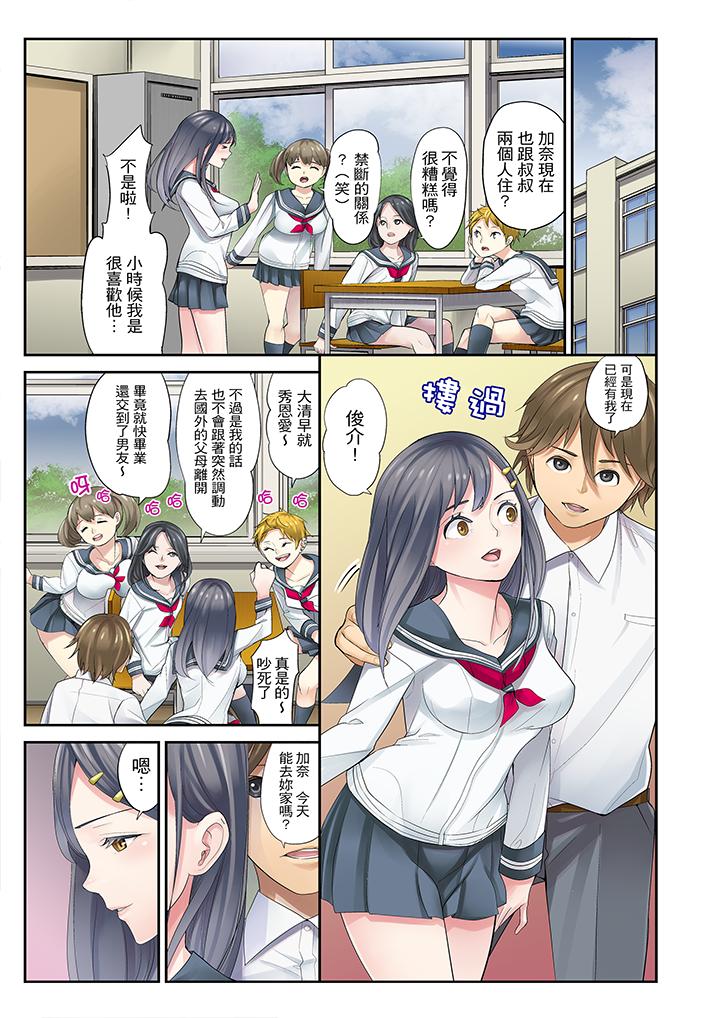 加奈現在
也跟叔叔
兩個人住?
不覺得
很糟糕嗎?
禁斷的關係
?(笑)
不是啦!
小時候我是
很喜歡他…
可是現在
已經有我了
摟過
俊介!
大清早就
秀恩愛~
不過是我的話
也不會跟著突然調動
去國外的父母離開
畢竟就快畢業
還交到了男友~
呀
哈
哈
哈
哈
哈
真是的~
吵死了
加奈 今天
能去妳家嗎?
嗯…